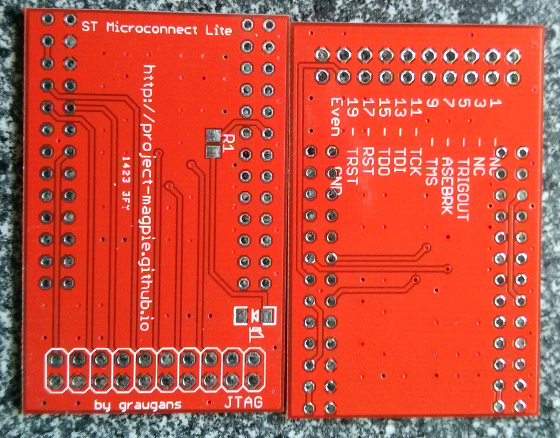 ST Microconnect Lite
http://project-magpie.github.io
1423 3FY
R1
by graugans
JTAG
1 - NC
3 - NC
5 - TRIGOUT
7 - ASEBRK
9 - TMS
11 - TCK
13 - TDI
15 - TDO
17 - RST
19 - TRST
Even - GND